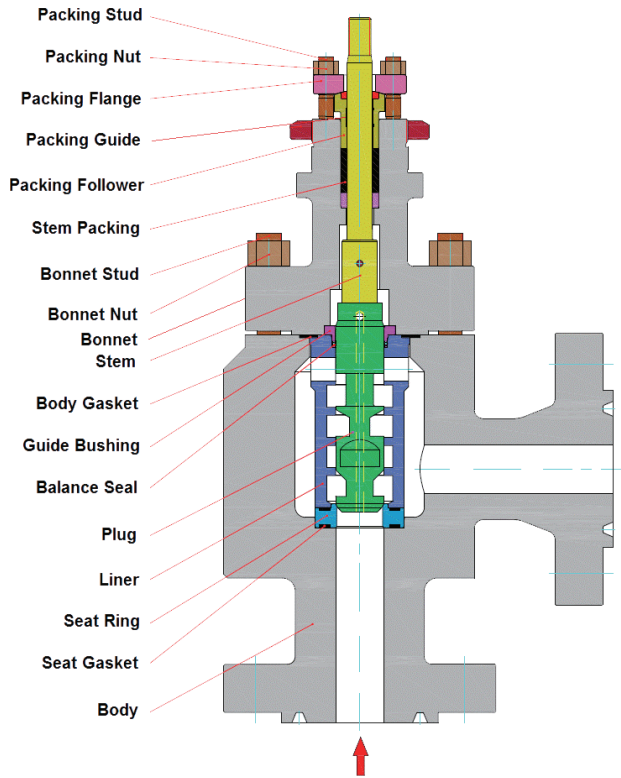 Packing Stud
Packing Nut
Packing Flange
Packing Guide
Packing Follower
Stem Packing
Bonnet Stud
Bonnet Nut
Bonnet
Stem
Body Gasket
Guide Bushing
Balance Seal
Plug
Liner
Seat Ring
Seat Gasket
Body